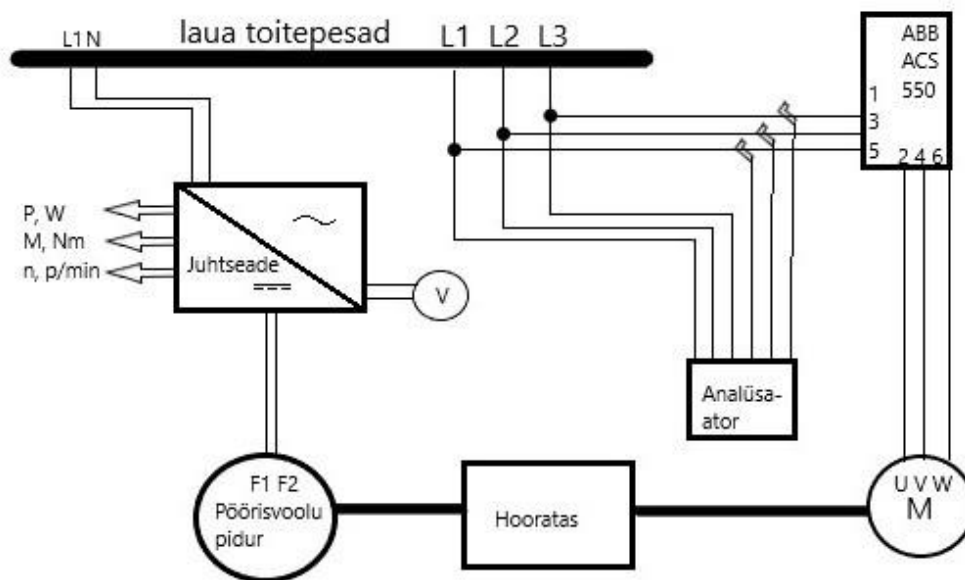 L1 N
laua toitepesad
L1 L2 L3
ABB
ACS
550
1
3
5
2 4 6
P, W
M, Nm
n, p/min
Juhtseade
V
Analüsa-
ator
F1 F2
Pöörisvoolu
pidur
Hooratas
U V W
M